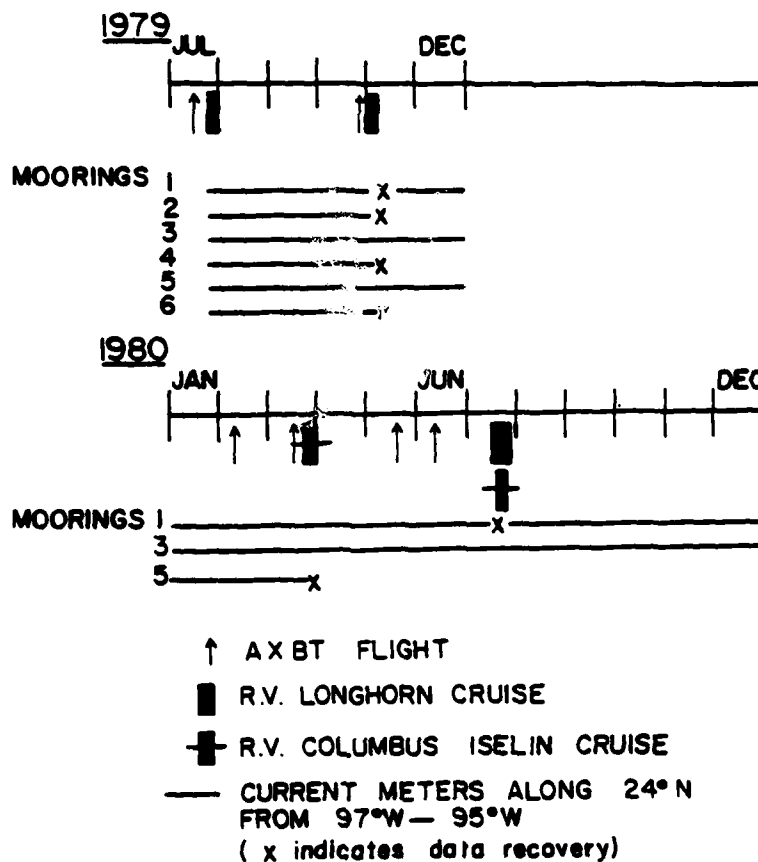 1979
JUL DEC
MOORINGS 1
X
2
X
3
4
X
5
6
1980
JAN JUN DEC
MOORINGS 1
X
3
5
X
AXBT FLIGHT
R.V. LONGHORN CRUISE
R.V. COLUMBUS ISELIN CRUISE
CURRENT METERS ALONG 24°N
FROM 97°W — 95°W
( x indicates data recovery)